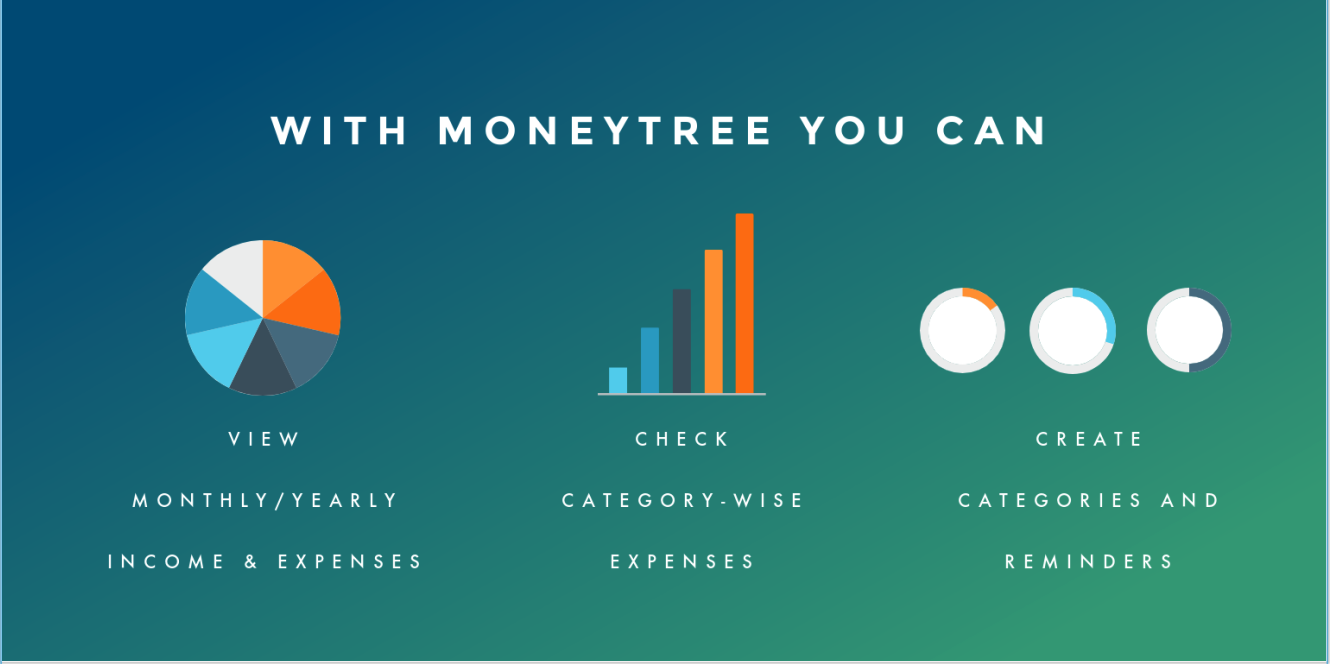 WITH MONEYTREE YOU CAN
VIEW
MONTHLY/YEARLY
INCOME & EXPENSES
CHECK
CATEGORY-WISE
EXPENSES
CREATE
CATEGORIES AND
REMINDERS